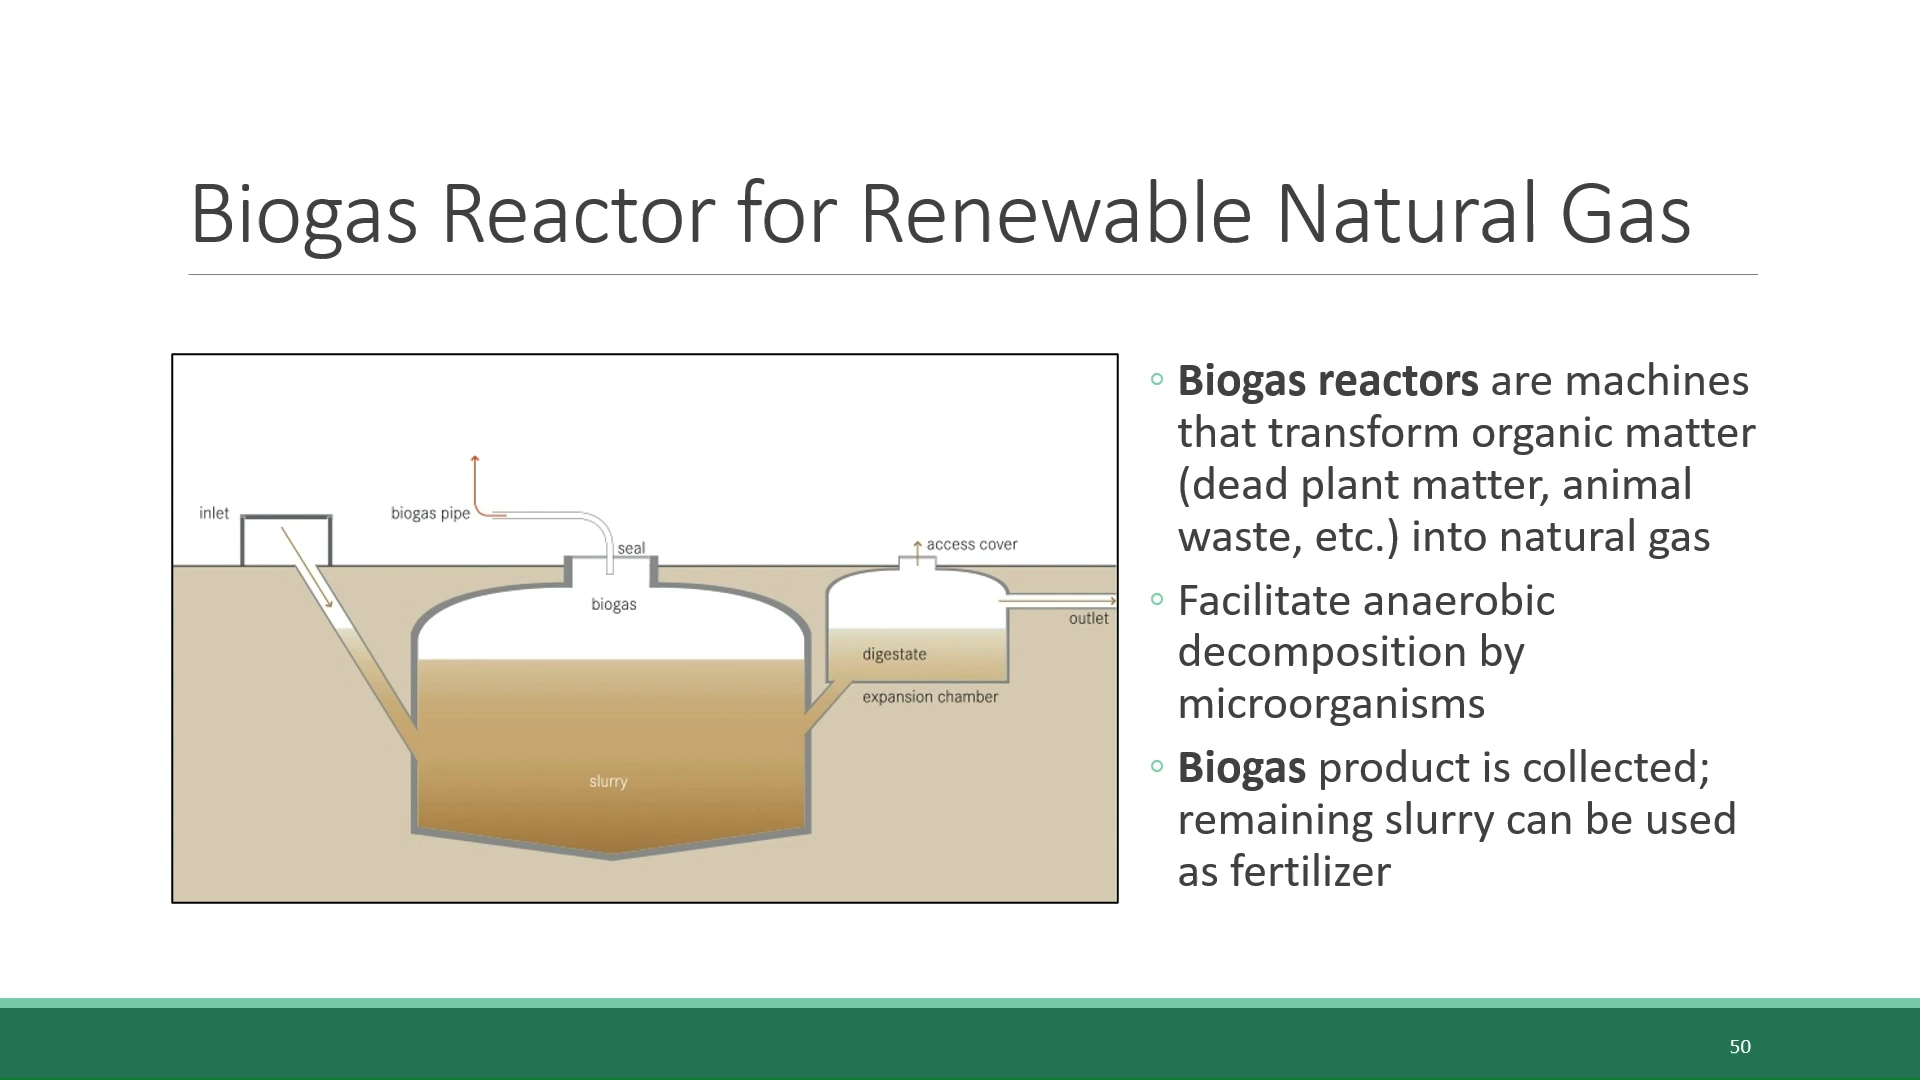 Biogas Reactor for Renewable Natural Gas
inlet
biogas pipe
seal
access cover
biogas
outlet
digestate
expansion chamber
slurry
◦ Biogas reactors are machines
that transform organic matter
(dead plant matter, animal
waste, etc.) into natural gas
◦ Facilitate anaerobic
decomposition by
microorganisms
◦ Biogas product is collected;
remaining slurry can be used
as fertilizer
50